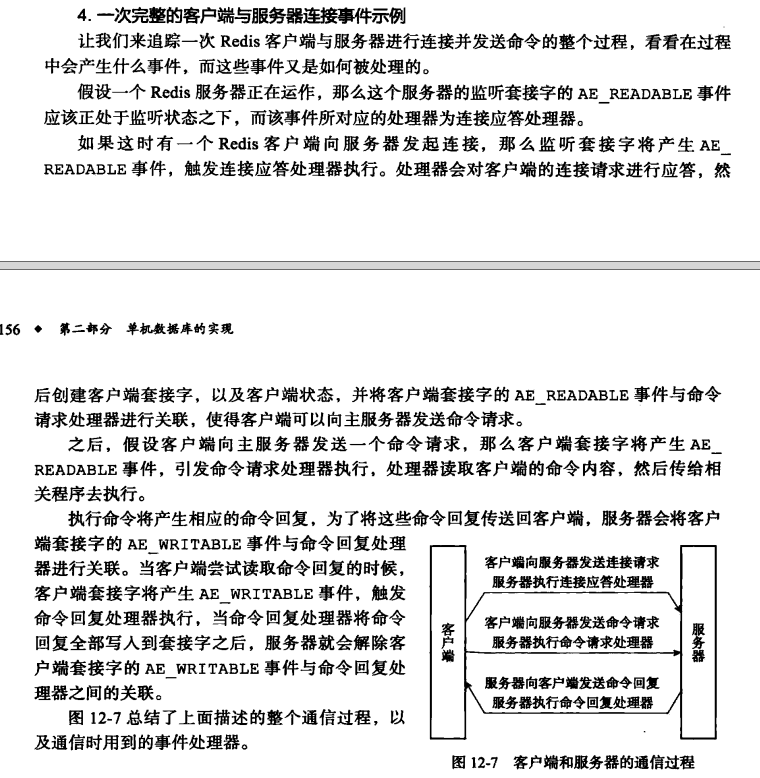 4. 一次完整的客户端与服务器连接事件示例
让我们来追踪一次 Redis 客户端与服务器进行连接并发送命令的整个过程，看看在过程
中会产生什么事件，而这些事件又是如何被处理的。
假设一个 Redis 服务器正在运作，那么这个服务器的监听套接字的 AE_READABLE 事件
应该正处于监听状态之下，而该事件所对应的处理器为连接应答处理器。
如果这时有一个 Redis 客户端向服务器发起连接，那么监听套接字将产生 AE_
READABLE 事件，触发连接应答处理器执行。处理器会对客户端的连接请求进行应答，然
156 ◆ 第二部分 单机数据库的实现
后创建客户端套接字，以及客户端状态，并将客户端套接字的 AE_READABLE 事件与命令
请求处理器进行关联，使得客户端可以向主服务器发送命令请求。
之后，假设客户端向主服务器发送一个命令请求，那么客户端套接字将产生 AE_
READABLE 事件，引发命令请求处理器执行，处理器读取客户端的命令内容，然后传给相
关程序去执行。
执行命令将产生相应的命令回复，为了将这些命令回复传送回客户端，服务器会将客户
端套接字的 AE_WRITABLE 事件与命令回复处理
器进行关联。当客户端尝试读取命令回复的时候，
客户端套接字将产生 AE_WRITABLE 事件，触发
命令回复处理器执行，当命令回复处理器将命令
回复全部写入到套接字之后，服务器就会解除客
户端套接字的 AE_WRITABLE 事件与命令回复处
理器之间的关联。
图 12-7 总结了上面描述的整个通信过程，以
及通信时用到的事件处理器。
客户端
客户端向服务器发送连接请求
服务器执行连接应答处理器
客户端向服务器发送命令请求
服务器执行命令请求处理器
服务器向客户端发送命令回复
服务器执行命令回复处理器
服务器
图 12-7 客户端和服务器的通信过程